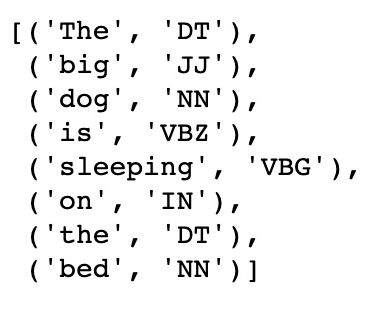 [('The', 'DT'),
('big', 'JJ'),
('dog', 'NN'),
('is', 'VBZ'),
('sleeping', 'VBG'),
('on', 'IN'),
('the', 'DT'),
('bed', 'NN')]